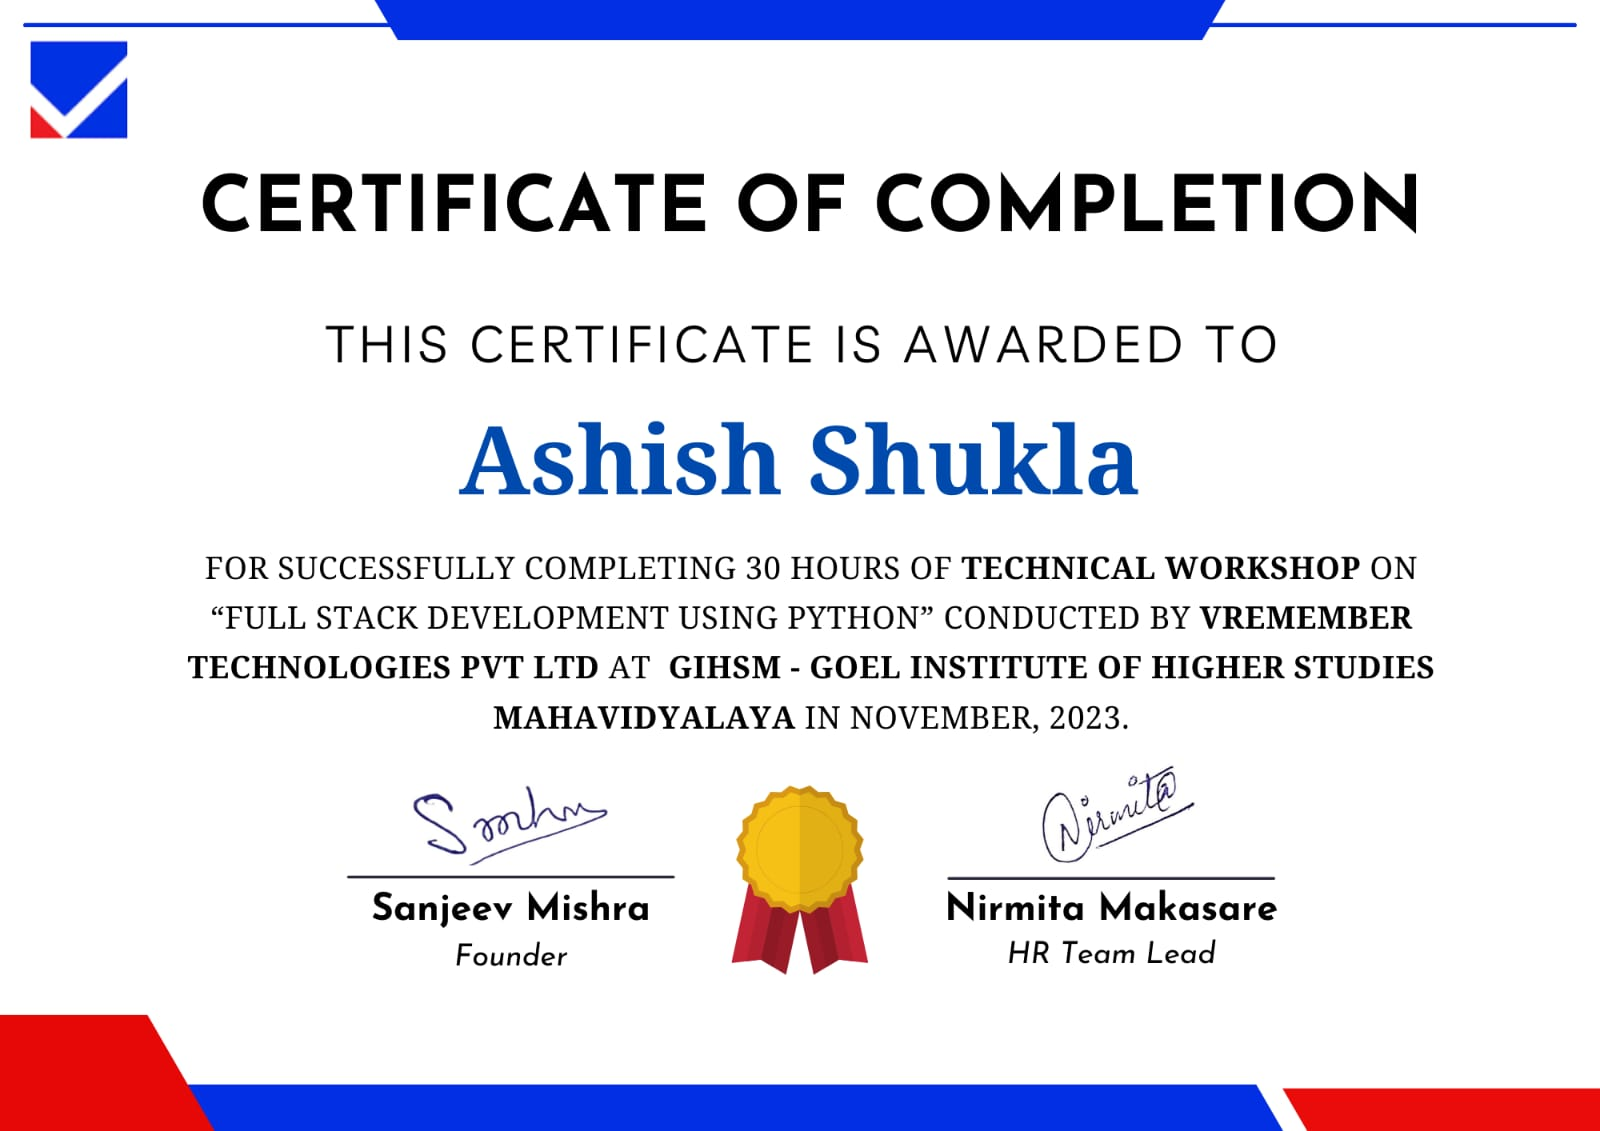 CERTIFICATE OF COMPLETION
THIS CERTIFICATE IS AWARDED TO
Ashish Shukla
FOR SUCCESSFULLY COMPLETING 30 HOURS OF TECHNICAL WORKSHOP ON
“FULL STACK DEVELOPMENT USING PYTHON” CONDUCTED BY VREMEMBER
TECHNOLOGIES PVT LTD AT GIHSM - GOEL INSTITUTE OF HIGHER STUDIES
MAHAVIDYALAYA IN NOVEMBER, 2023.
Nirmita
Sanjeev Mishra
Founder
Nirmita Makasare
HR Team Lead